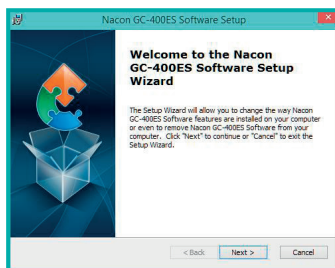 Nacon GC-400ES Software Setup
Welcome to the Nacon
GC-400ES Software Setup
Wizard
The Setup Wizard will allow you to change the way Nacon
GC-400ES Software features are installed on your computer
or even to remove Nacon GC-400ES Software from your
computer. Click "Next" to continue or "Cancel" to exit the
Setup Wizard.
< Back Next > Cancel